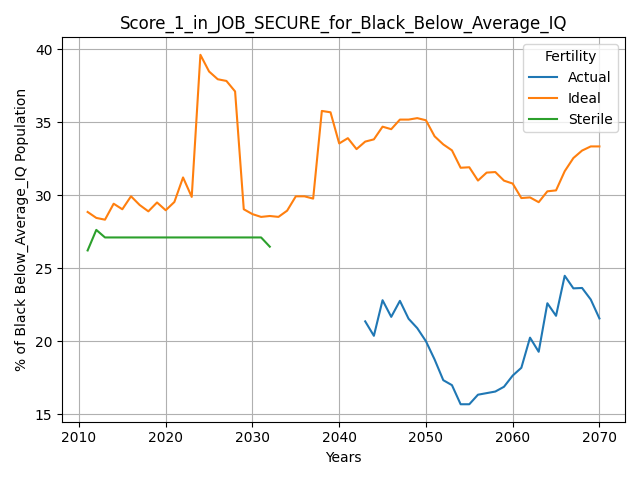 Score_1_in_JOB_SECURE_for_Black_Below_Average_IQ
% of Black Below_Average_IQ Population
40
35
30
25
20
15
Fertility
Actual
Ideal
Sterile
2010 2020 2030 2040 2050 2060 2070
Years